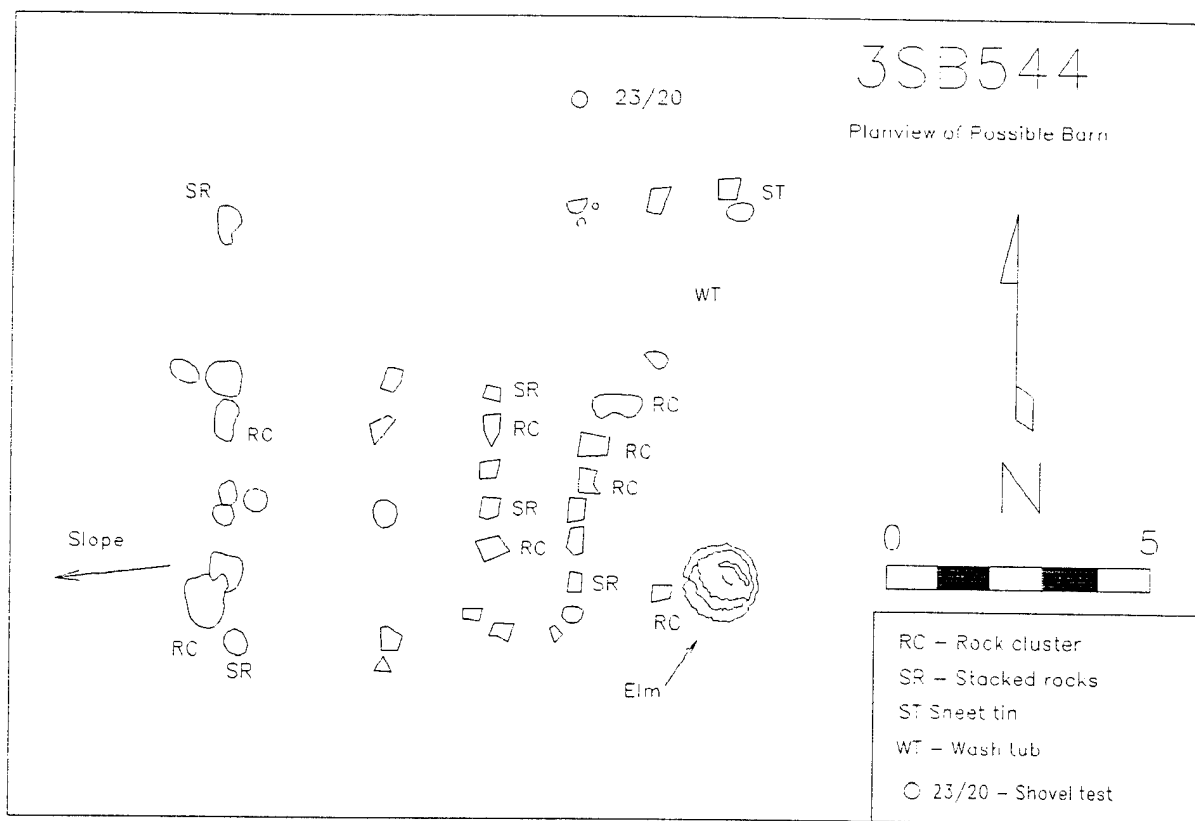 3SB544
Planview of Possible Barn
23/20
SR
ST
WT
SR
RC
RC
RC
RC
RC
SR
Slope
RC
SR
RC
RC
SR
Elm
N
0 5
RC – Rock cluster
SR – Stacked rocks
ST Sheet tin
WT – Wash tub
23/20 – Shovel test